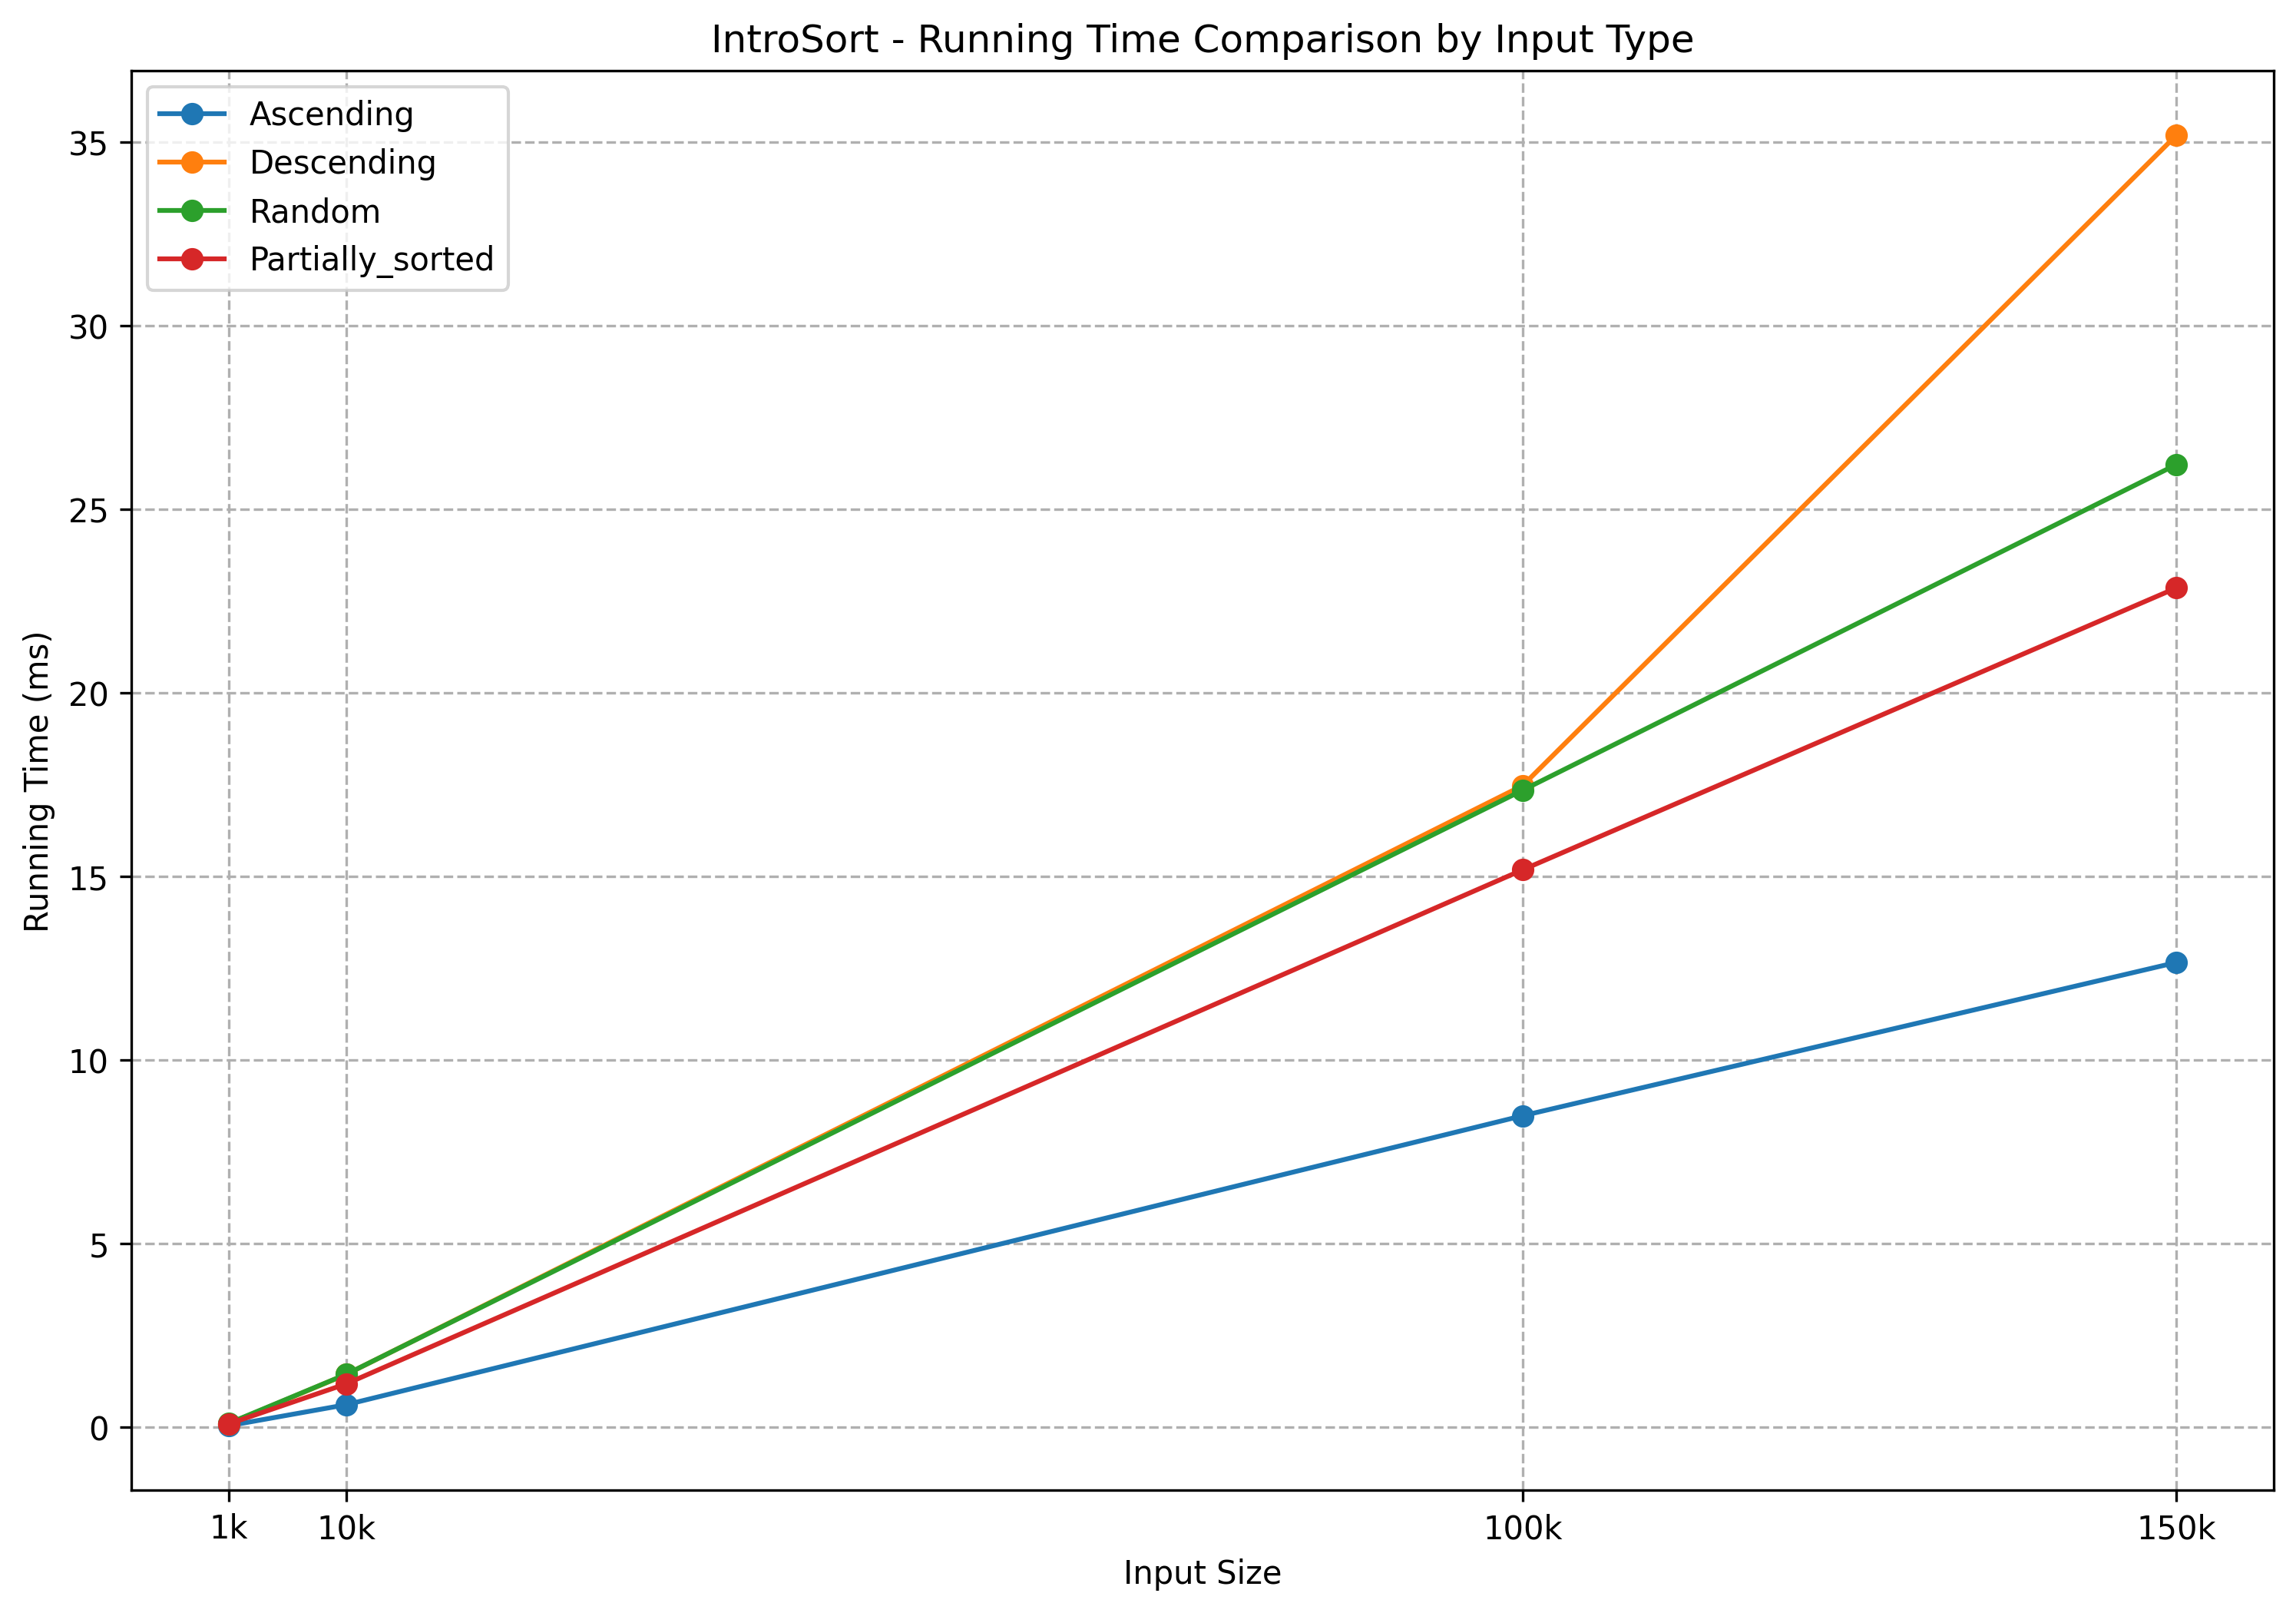 IntroSort - Running Time Comparison by Input Type
Ascending
Descending
Random
Partially_sorted
35
30
25
20
15
10
5
0
Running Time (ms)
1k
10k
100k
150k
Input Size